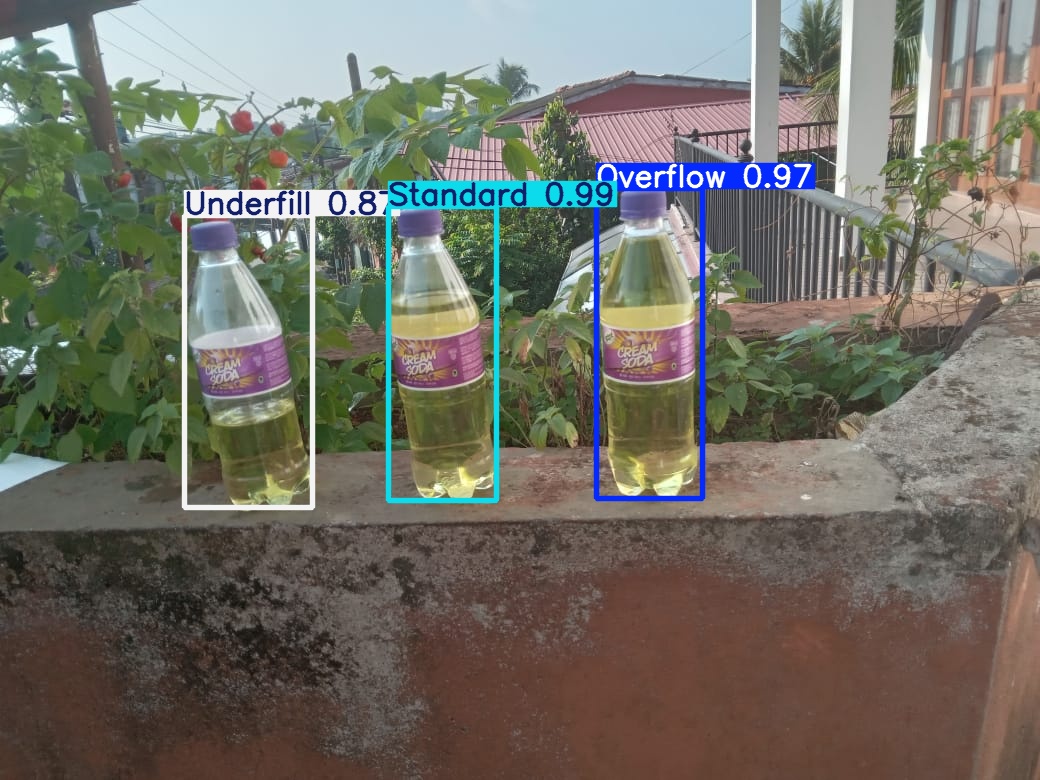 Underfill 0.87
Standard 0.99
Overflow 0.97
CREAM
SODA
CREAM
SODA
CREAM
SODA